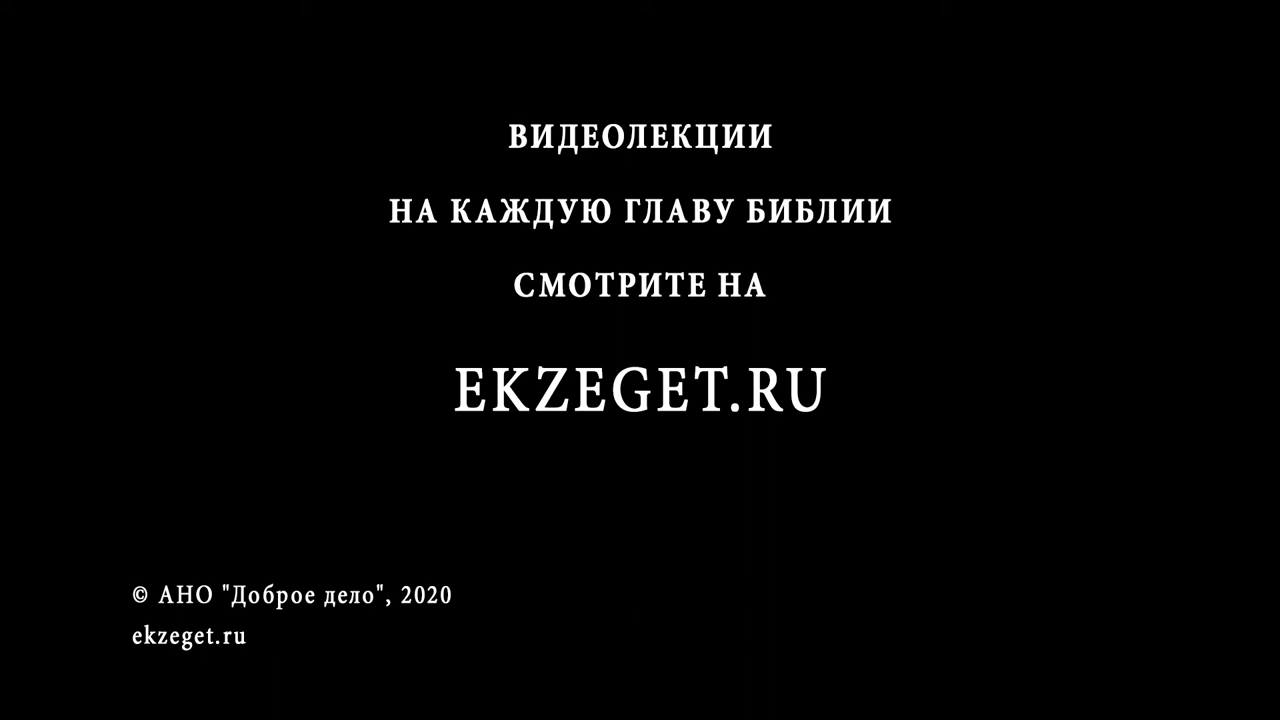 ВИДЕОЛЕКЦИИ
НА КАЖДУЮ ГЛАВУ БИБЛИИ
СМОТРИТЕ НА
EKZEGET.RU
© АНО "Доброе дело", 2020
ekzeget.ru